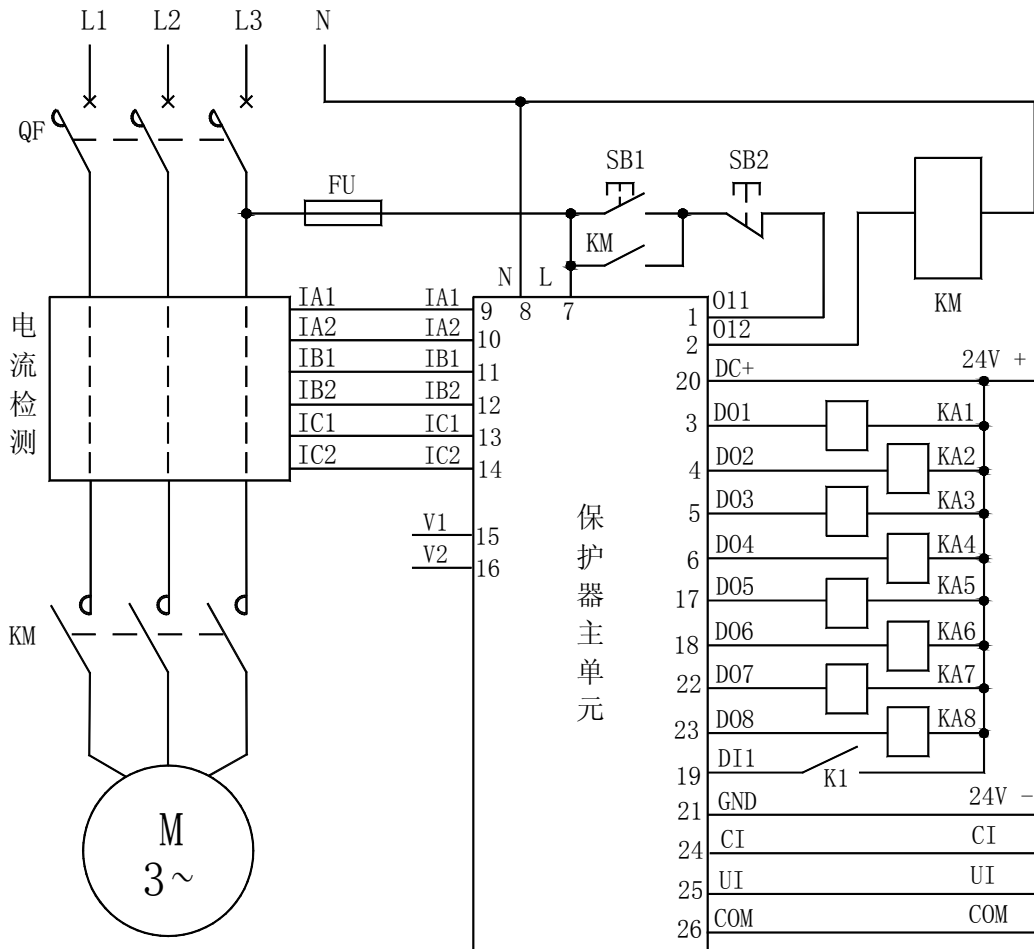 L1 L2 L3 N
QF
FU
SB1 SB2
KM
KM
N L
8 7
电流检测
IA1 IA1 9
IA2 IA2 10
IB1 IB1 11
IB2 IB2 12
IC1 IC1 13
IC2 IC2 14
V1 15
V2 16
保护器主单元
1 O11
2 O12
20 DC+ 24V +
3 DO1 KA1
4 DO2 KA2
5 DO3 KA3
6 DO4 KA4
17 DO5 KA5
18 DO6 KA6
22 DO7 KA7
23 DO8 KA8
19 DI1 K1
21 GND 24V -
24 CI CI
25 UI UI
26 COM COM
KM
M
3~